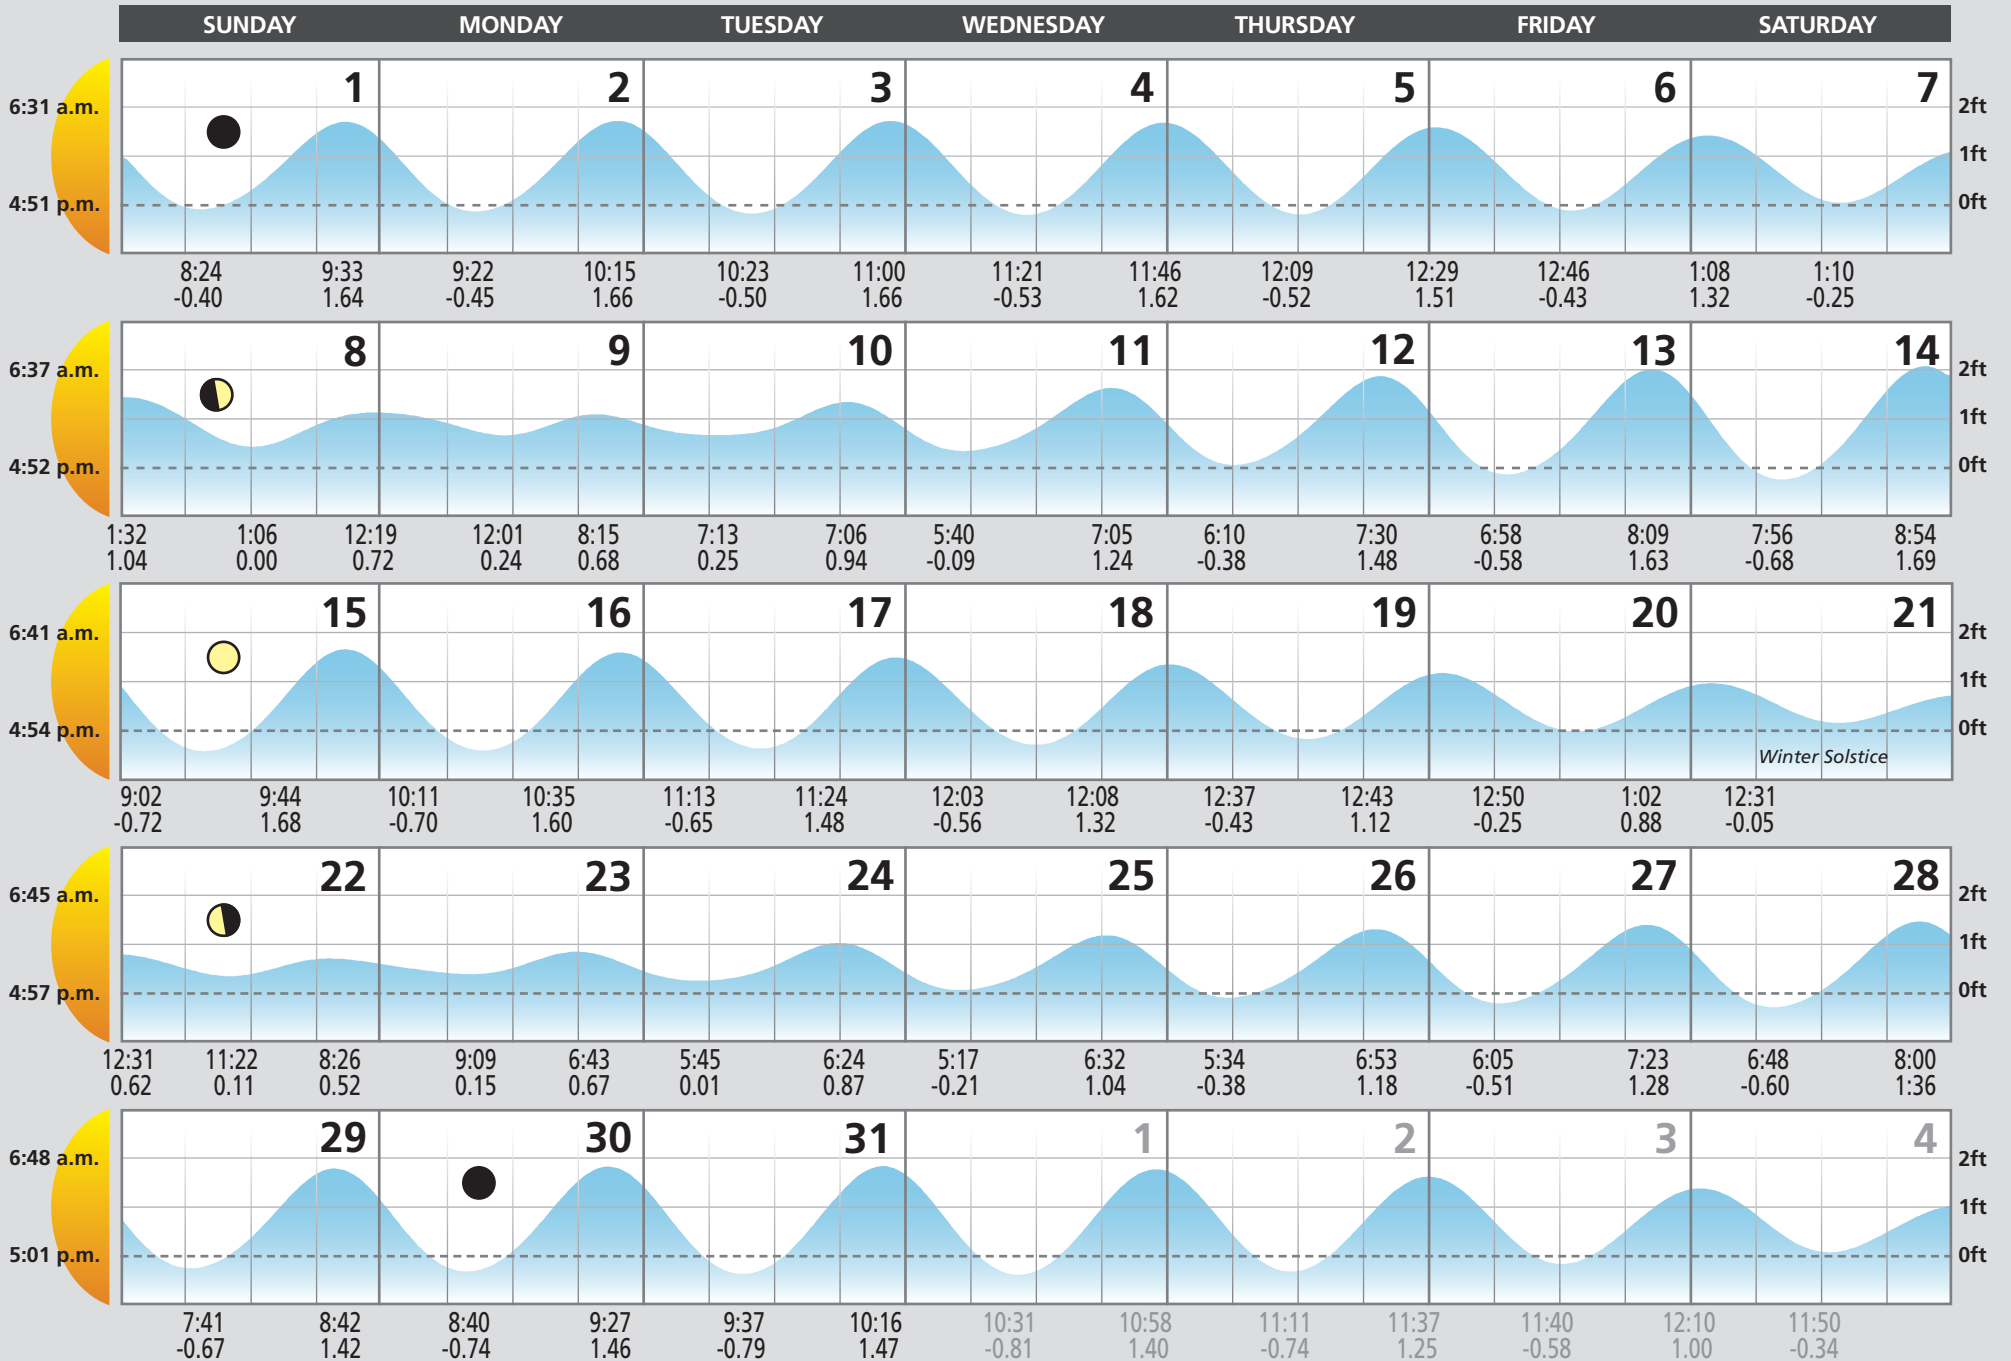 SUNDAY MONDAY TUESDAY WEDNESDAY THURSDAY FRIDAY SATURDAY
1 2 3 4 5 6 7
6:31 a.m. 2ft
1ft
4:51 p.m. 0ft
8:24 9:33 9:22 10:15 10:23 11:00 11:21 11:46 12:09 12:29 12:46 1:08 1:10
-0.40 1.64 -0.45 1.66 -0.50 1.66 -0.53 1.62 -0.52 1.51 -0.43 1.32 -0.25
8 9 10 11 12 13 14
6:37 a.m. 2ft
1ft
4:52 p.m. 0ft
1:32 1:06 12:19 12:01 8:15 7:13 7:06 5:40 7:05 6:10 7:30 6:58 8:09 7:56 8:54
1.04 0.00 0.72 0.24 0.68 0.25 0.94 -0.09 1.24 -0.38 1.48 -0.58 1.63 -0.68 1.69
15 16 17 18 19 20 21
6:41 a.m. 2ft
1ft
4:54 p.m. 0ft
Winter Solstice
9:02 9:44 10:11 10:35 11:13 11:24 12:03 12:08 12:37 12:43 12:50 1:02 12:31
-0.72 1.68 -0.70 1.60 -0.65 1.48 -0.56 1.32 -0.43 1.12 -0.25 0.88 -0.05
22 23 24 25 26 27 28
6:45 a.m. 2ft
1ft
4:57 p.m. 0ft
12:31 11:22 8:26 9:09 6:43 5:45 6:24 5:17 6:32 5:34 6:53 6:05 7:23 6:48 8:00
0.62 0.11 0.52 0.15 0.67 0.01 0.87 -0.21 1.04 -0.38 1.18 -0.51 1.28 -0.60 1:36
29 30 31 1 2 3 4
6:48 a.m. 2ft
1ft
5:01 p.m. 0ft
7:41 8:42 8:40 9:27 9:37 10:16 10:31 10:58 11:11 11:37 11:40 12:10 11:50
-0.67 1.42 -0.74 1.46 -0.79 1.47 -0.81 1.40 -0.74 1.25 -0.58 1.00 -0.34